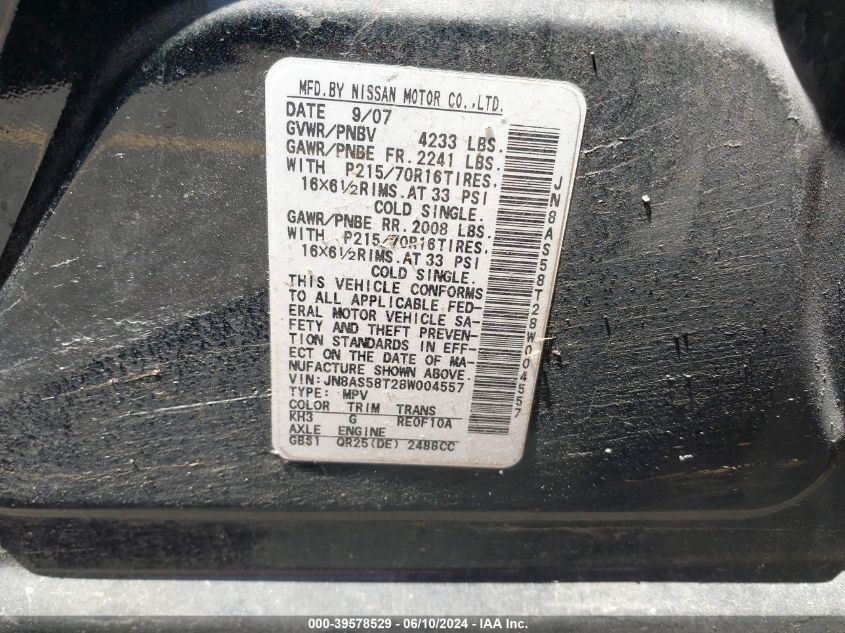 MFD.BY NISSAN MOTOR CO.,LTD.
DATE 9/07
GVWR/PNBV 4233 LBS.
GAWR/PNBE FR. 2241 LBS.
WITH P215/70R16TIRES,
16X6½RIMS.AT 33 PSI
COLD SINGLE.
GAWR/PNBE RR. 2008 LBS.
WITH P215/70R16TIRES,
16X6½RIMS.AT 33 PSI
COLD SINGLE.
THIS VEHICLE CONFORMS
TO ALL APPLICABLE FED-
ERAL MOTOR VEHICLE SA-
FETY AND THEFT PREVEN-
TION STANDARDS IN EFF-
ECT ON THE DATE OF MA-
NUFACTURE SHOWN ABOVE.
VIN:JN8AS58T28W004557
TYPE: MPV
COLOR TRIM TRANS
KH3 G RE0F10A
AXLE ENGINE
GB31 QR25(DE) 2488CC
JN8AS58T28W004557
000-39578529 - 06/10/2024 - IAA Inc.